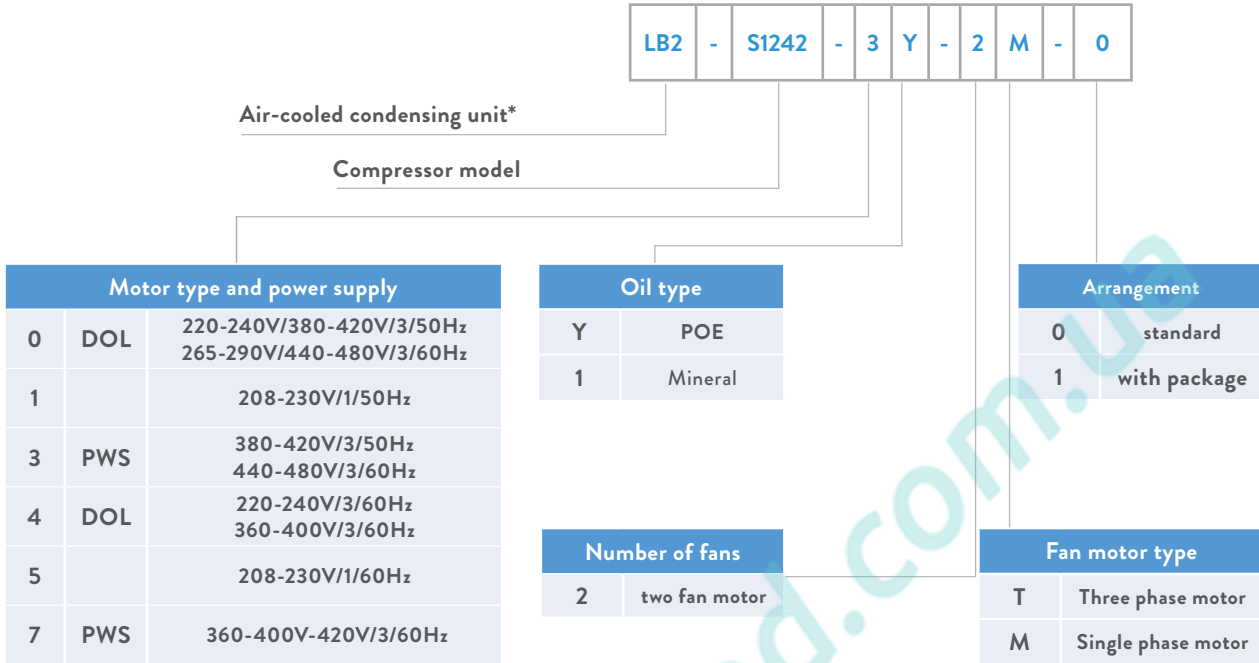 LB2 - S1242 - 3 Y - 2 M - 0
Air-cooled condensing unit*
Compressor model
Motor type and power supply
0 DOL 220-240V/380-420V/3/50Hz
265-290V/440-480V/3/60Hz
1 208-230V/1/50Hz
3 PWS 380-420V/3/50Hz
440-480V/3/60Hz
4 DOL 220-240V/3/60Hz
360-400V/3/60Hz
5 208-230V/1/60Hz
7 PWS 360-400V-420V/3/60Hz
Oil type
Y POE
1 Mineral
Arrangement
0 standard
1 with package
Number of fans
2 two fan motor
Fan motor type
T Three phase motor
M Single phase motor
d.com.ua